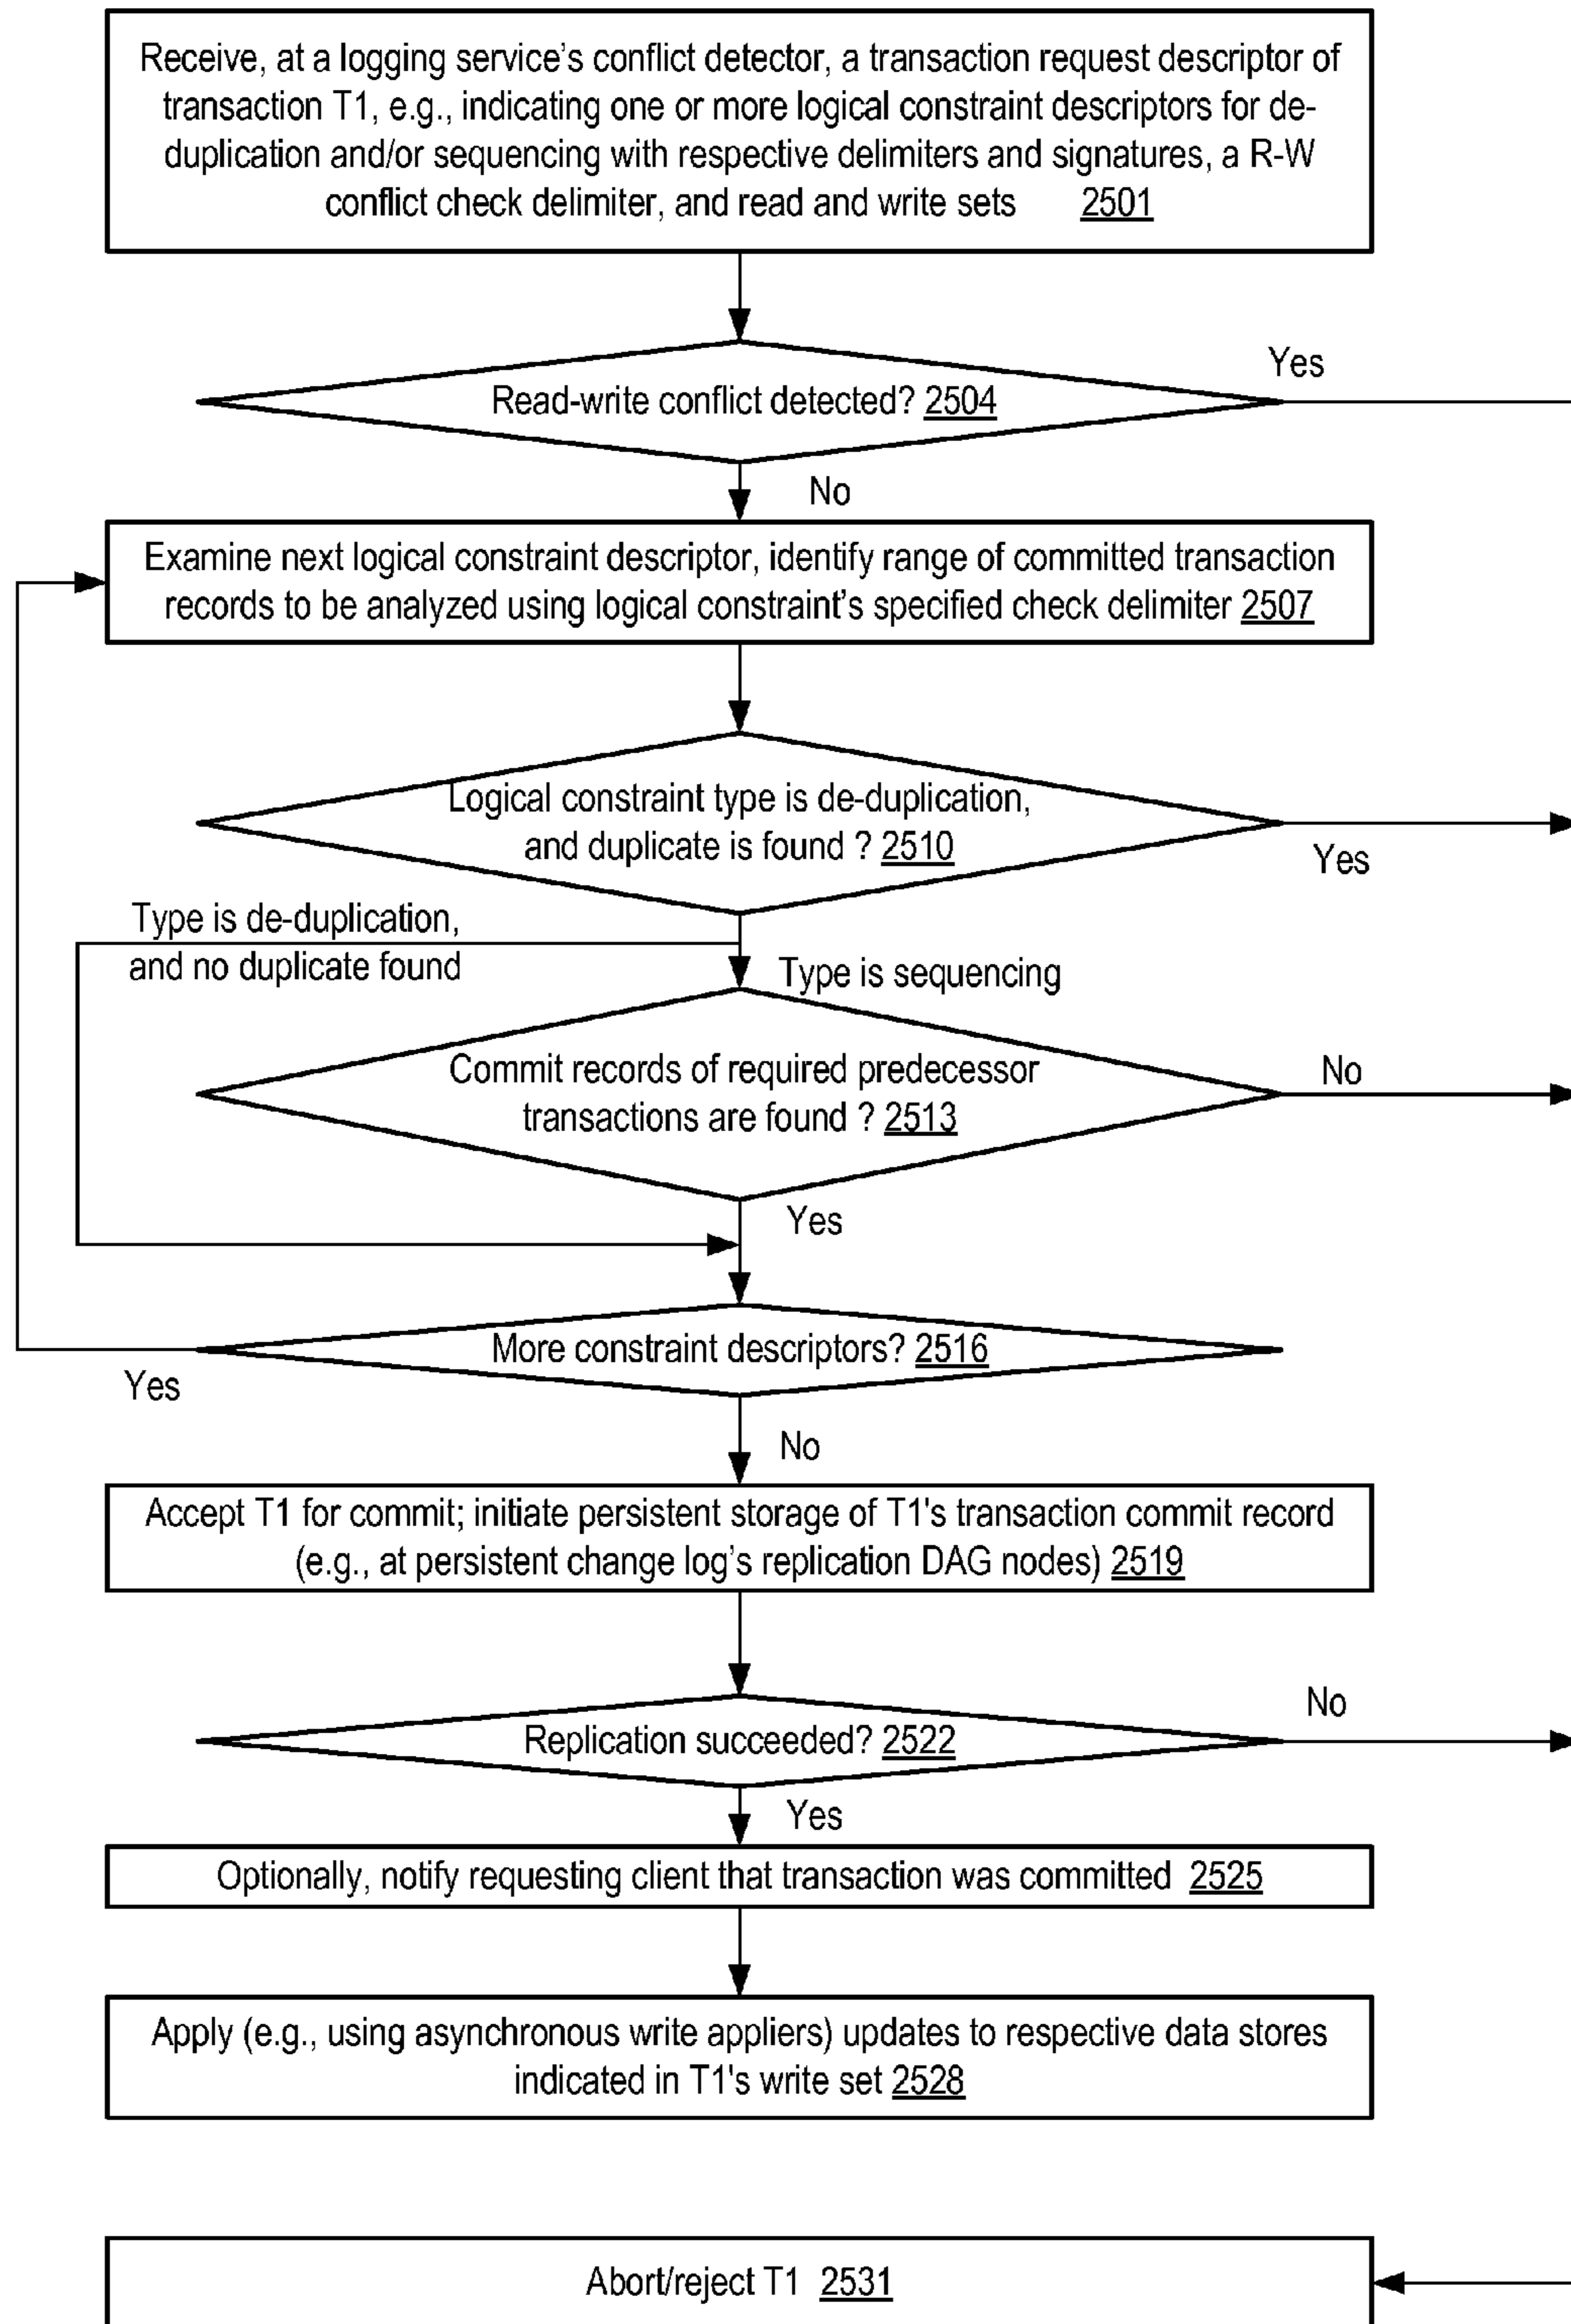 Receive, at a logging service's conflict detector, a transaction request descriptor of
transaction T1, e.g., indicating one or more logical constraint descriptors for de-
duplication and/or sequencing with respective delimiters and signatures, a R-W
conflict check delimiter, and read and write sets 2501
Yes
Read-write conflict detected? 2504
No
Examine next logical constraint descriptor, identify range of committed transaction
records to be analyzed using logical constraint's specified check delimiter 2507
Logical constraint type is de-duplication,
and duplicate is found ? 2510
Yes
Type is de-duplication,
and no duplicate found
Type is sequencing
Commit records of required predecessor
transactions are found ? 2513
No
Yes
More constraint descriptors? 2516
Yes
No
Accept T1 for commit; initiate persistent storage of T1's transaction commit record
(e.g., at persistent change log's replication DAG nodes) 2519
No
Replication succeeded? 2522
Yes
Optionally, notify requesting client that transaction was committed 2525
Apply (e.g., using asynchronous write appliers) updates to respective data stores
indicated in T1's write set 2528
Abort/reject T1 2531